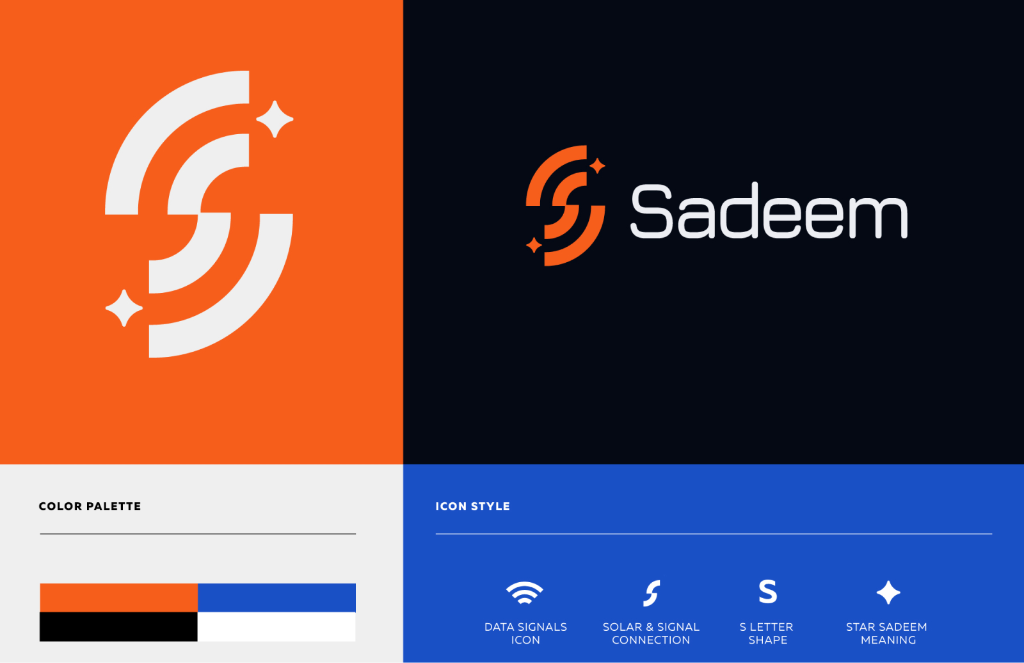 Sadeem
COLOR PALETTE
ICON STYLE
DATA SIGNALS
ICON
SOLAR & SIGNAL
CONNECTION
S
S LETTER
SHAPE
STAR SADEEM
MEANING